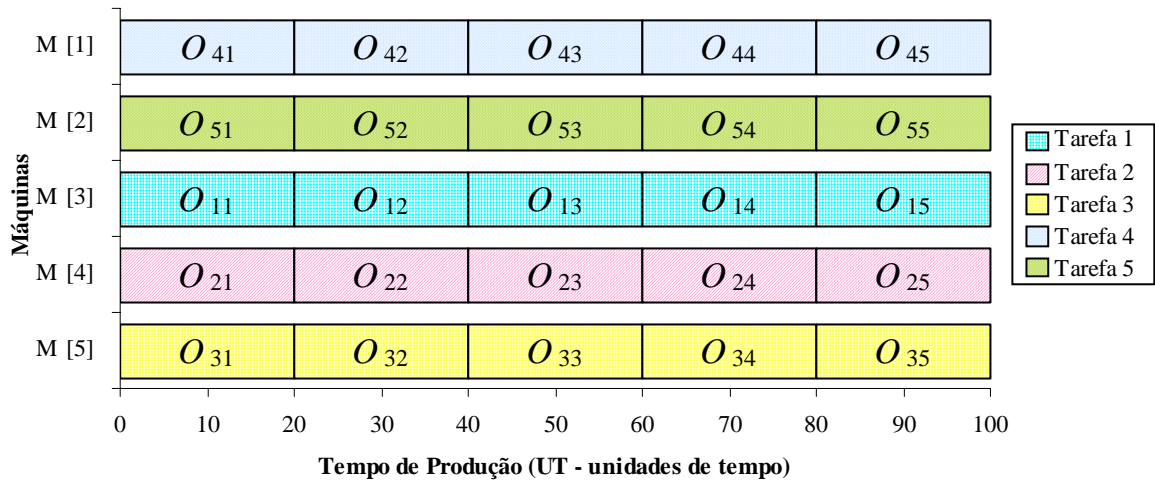 M [1]
O 41 O 42 O 43 O 44 O 45
M [2]
O 51 O 52 O 53 O 54 O 55
M [3]
O 11 O 12 O 13 O 14 O 15
M [4]
O 21 O 22 O 23 O 24 O 25
M [5]
O 31 O 32 O 33 O 34 O 35
Máquinas
0 10 20 30 40 50 60 70 80 90 100
Tempo de Produção (UT - unidades de tempo)
Tarefa 1
Tarefa 2
Tarefa 3
Tarefa 4
Tarefa 5